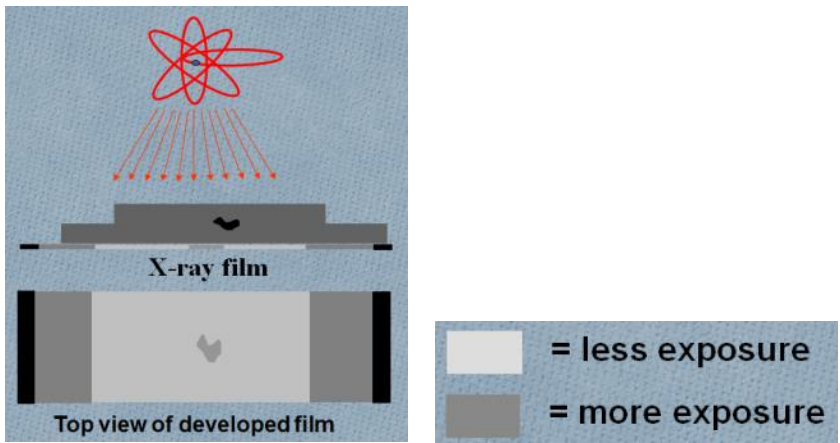 X-ray film
Top view of developed film
= less exposure
= more exposure